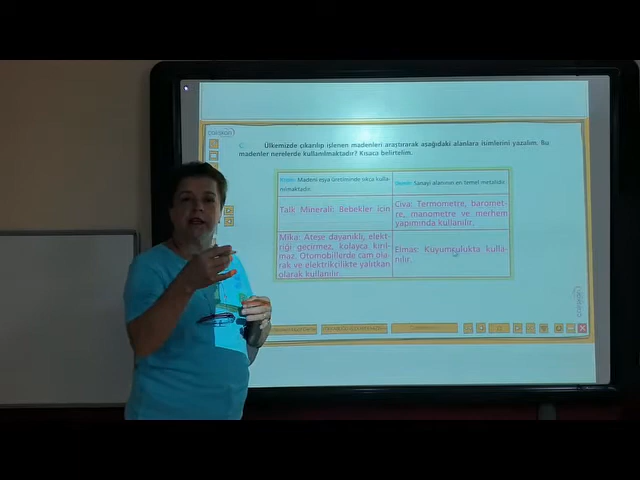 Ülkemizde çıkarılıp işlenen madenleri araştırarak aşağıdaki alanlara isimlerini yazalım. Bu
madenler nerelerde kullanılmaktadır? Kısaca belirtelim.
Madeni eşya üretiminde sıkça kulla-
nılmaktadır.
Sanayi alanının en temel metalidir.
Talk Minerali: Bebekler için
Civa: Termometre, baromet-
re, manometre ve merhem
yapımında kullanılır.
Mika: Ateşe dayanıklı, elekt-
riği geçirmez, kolayca kırıl-
maz. Otomobillerde cam ola-
rak ve elektrikçilikte yalıtkan
olarak kullanılır.
Elmas: Kuyumculukta kulla-
nılır.